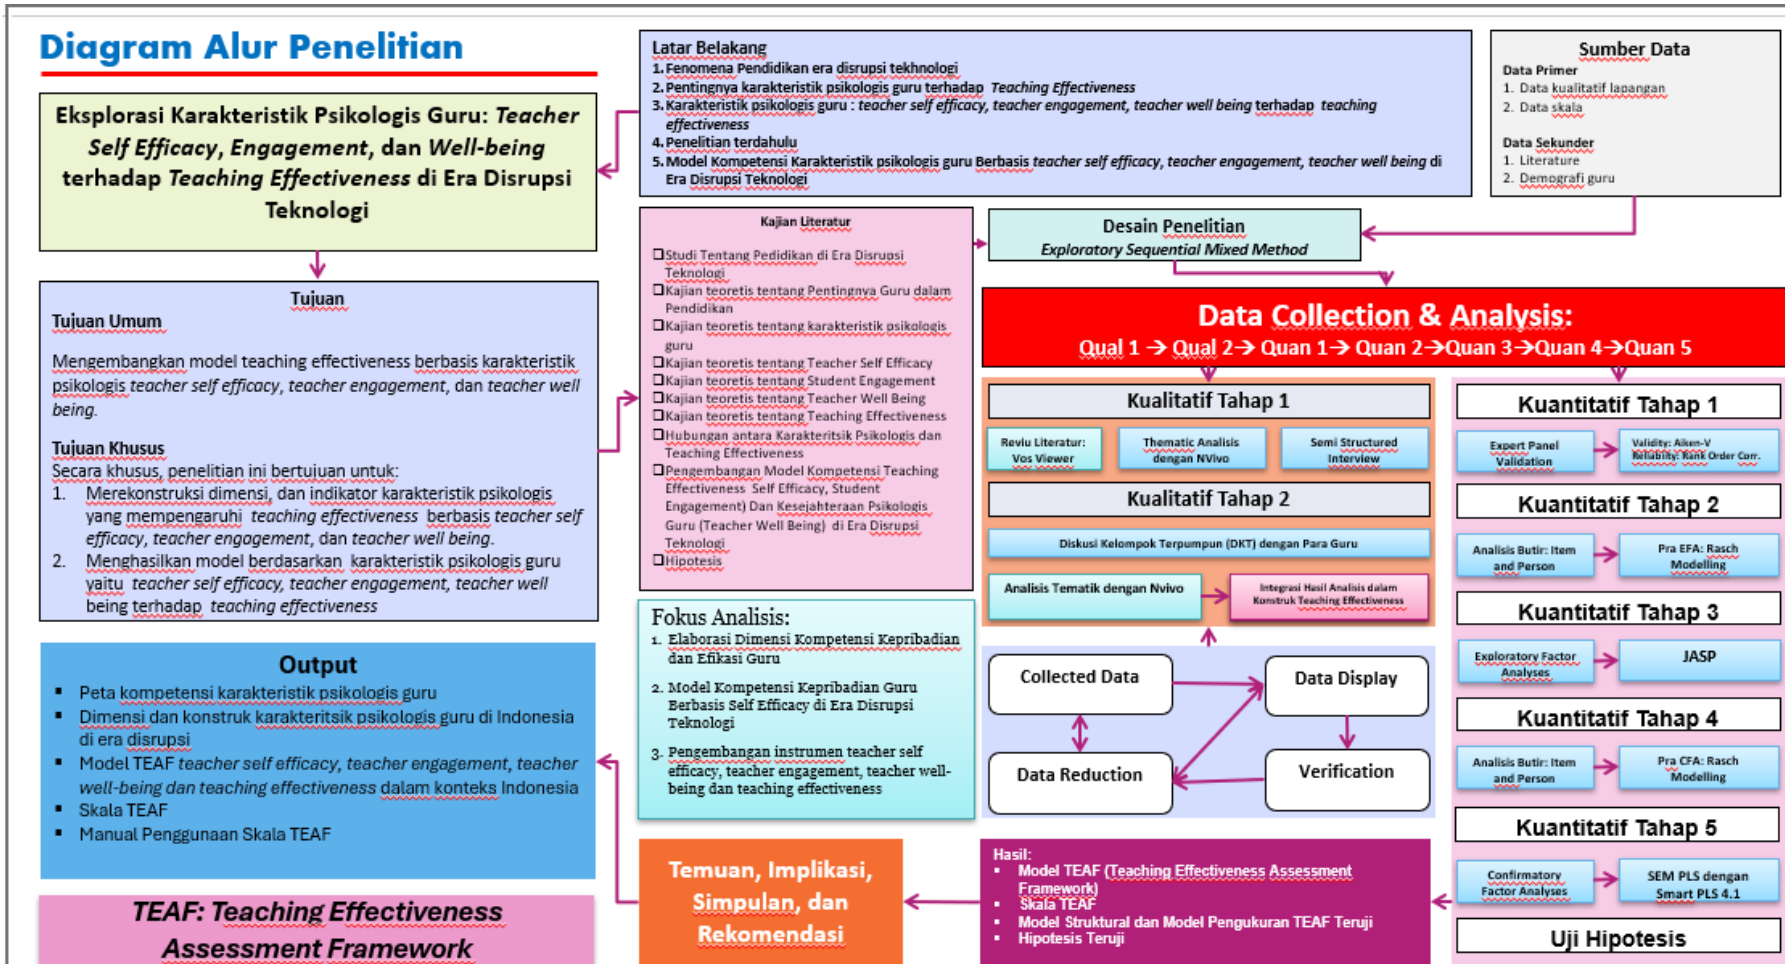 Diagram Alur Penelitian
Eksplorasi Karakteristik Psikologis Guru: Teacher
Self Efficacy, Engagement, dan Well-being
terhadap Teaching Effectiveness di Era Disrupsi
Teknologi
Latar Belakang
1. Fenomena Pendidikan era disrupsi tekhnologi
2. Pentingnya karakteristik psikologis guru terhadap Teaching Effectiveness
3. Karakteristik psikologis guru : teacher self efficacy, teacher engagement, teacher well being terhadap teaching
effectiveness
4. Penelitian terdahulu
5. Model Kompetensi Karakteristik psikologis guru Berbasis teacher self efficacy, teacher engagement, teacher well being di
Era Disrupsi Teknologi
Sumber Data
Data Primer
1. Data kualitatif lapangan
2. Data skala
Data Sekunder
1. Literature
2. Demografi guru
Tujuan
Tujuan Umum
Mengembangkan model teaching effectiveness berbasis karakteristik
psikologis teacher self efficacy, teacher engagement, dan teacher well
being.
Tujuan Khusus
Secara khusus, penelitian ini bertujuan untuk:
1. Merekonstruksi dimensi, dan indikator karakteristik psikologis
yang mempengaruhi teaching effectiveness berbasis teacher self
efficacy, teacher engagement, dan teacher well being.
2. Menghasilkan model berdasarkan karakteristik psikologis guru
yaitu teacher self efficacy, teacher engagement, teacher well
being terhadap teaching effectiveness
Kajian Literatur
❑Studi Tentang Pedidikan di Era Disrupsi
Teknologi
❑Kajian teoretis tentang Pentingnya Guru dalam
Pendidikan
❑Kajian teoretis tentang karakteristik psikologis
guru
❑Kajian teoretis tentang Teacher Self Efficacy
❑Kajian teoretis tentang Student Engagement
❑Kajian teoretis tentang Teacher Well Being
❑Kajian teoretis tentang Teaching Effectiveness
❑Hubungan antara Karakteritsik Psikologis dan
Teaching Effectiveness
❑Pengembangan Model Kompetensi Teaching
Effectiveness Self Efficacy, Student
Engagement) Dan Kesejahteraan Psikologis
Guru (Teacher Well Being) di Era Disrupsi
Teknologi
❑Hipotesis
Desain Penelitian
Exploratory Sequential Mixed Method
Data Collection & Analysis:
Qual 1 → Qual 2→ Quan 1→ Quan 2→Quan 3→Quan 4→Quan 5
Kualitatif Tahap 1
Reviu Literatur:
Vos Viewer
Thematic Analisis
dengan NVivo
Semi Structured
Interview
Kualitatif Tahap 2
Diskusi Kelompok Terpumpun (DKT) dengan Para Guru
Analisis Tematik dengan Nvivo
Integrasi Hasil Analisis dalam
Konstruk Teaching Effectiveness
Kuantitatif Tahap 1
Expert Panel
Validation
Validity: Aiken-V
Reliability: Rank Order Corr.
Kuantitatif Tahap 2
Analisis Butir: Item
and Person
Pra EFA: Rasch
Modelling
Kuantitatif Tahap 3
Exploratory Factor
Analyses
JASP
Kuantitatif Tahap 4
Analisis Butir: Item
and Person
Pra CFA: Rasch
Modelling
Kuantitatif Tahap 5
Confirmatory
Factor Analyses
SEM PLS dengan
Smart PLS 4.1
Uji Hipotesis
Fokus Analisis:
1. Elaborasi Dimensi Kompetensi Kepribadian
dan Efikasi Guru
2. Model Kompetensi Kepribadian Guru
Berbasis Self Efficacy di Era Disrupsi
Teknologi
3. Pengembangan instrumen teacher self
efficacy, teacher engagement, teacher well-
being dan teaching effectiveness
Collected Data
Data Display
Data Reduction
Verification
Output
▪ Peta kompetensi karakteristik psikologis guru
▪ Dimensi dan konstruk karakteritsik psikologis guru di Indonesia
di era disrupsi
▪ Model TEAF teacher self efficacy, teacher engagement, teacher
well-being dan teaching effectiveness dalam konteks Indonesia
▪ Skala TEAF
▪ Manual Penggunaan Skala TEAF
TEAF: Teaching Effectiveness
Assessment Framework
Temuan, Implikasi,
Simpulan, dan
Rekomendasi
Hasil:
▪ Model TEAF (Teaching Effectiveness Assessment
Framework)
▪ Skala TEAF
▪ Model Struktural dan Model Pengukuran TEAF Teruji
▪ Hipotesis Teruji